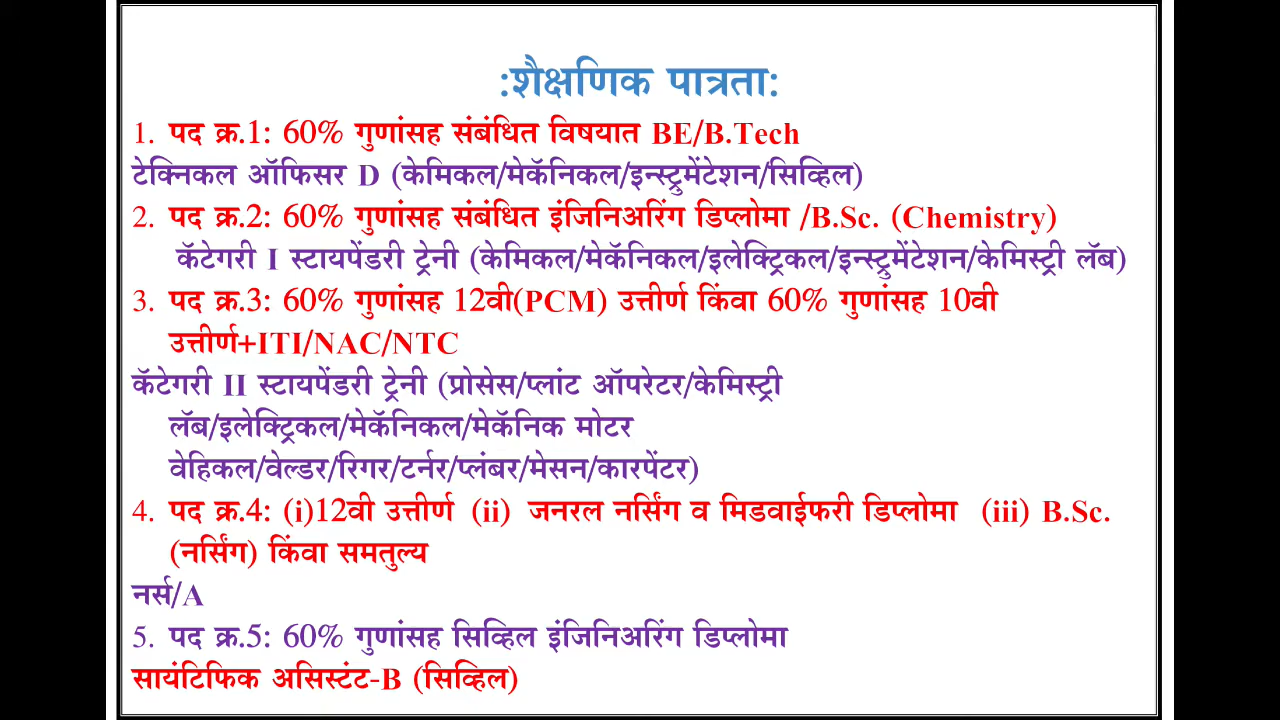 :शैक्षणिक पात्रता:
1. पद क्र.1: 60% गुणांसह संबंधित विषयात BE/B.Tech
टेक्निकल ऑफिसर D (केमिकल/मेकॅनिकल/इन्स्ट्रुमेंटेशन/सिव्हिल)
2. पद क्र.2: 60% गुणांसह संबंधित इंजिनिअरिंग डिप्लोमा /B.Sc. (Chemistry)
कॅटेगरी I स्टायपेंडरी ट्रेनी (केमिकल/मेकॅनिकल/इलेक्ट्रिकल/इन्स्ट्रुमेंटेशन/केमिस्ट्री लॅब)
3. पद क्र.3: 60% गुणांसह 12वी(PCM) उत्तीर्ण किंवा 60% गुणांसह 10वी
उत्तीर्ण+ITI/NAC/NTC
कॅटेगरी II स्टायपेंडरी ट्रेनी (प्रोसेस/प्लांट ऑपरेटर/केमिस्ट्री
लॅब/इलेक्ट्रिकल/मेकॅनिकल/मेकॅनिक मोटर
वेहिकल/वेल्डर/रिगर/टर्नर/प्लंबर/मेसन/कारपेंटर)
4. पद क्र.4: (i)12वी उत्तीर्ण (ii) जनरल नर्सिंग व मिडवाईफरी डिप्लोमा (iii) B.Sc.
(नर्सिंग) किंवा समतुल्य
नर्स/A
5. पद क्र.5: 60% गुणांसह सिव्हिल इंजिनिअरिंग डिप्लोमा
सायंटिफिक असिस्टंट-B (सिव्हिल)